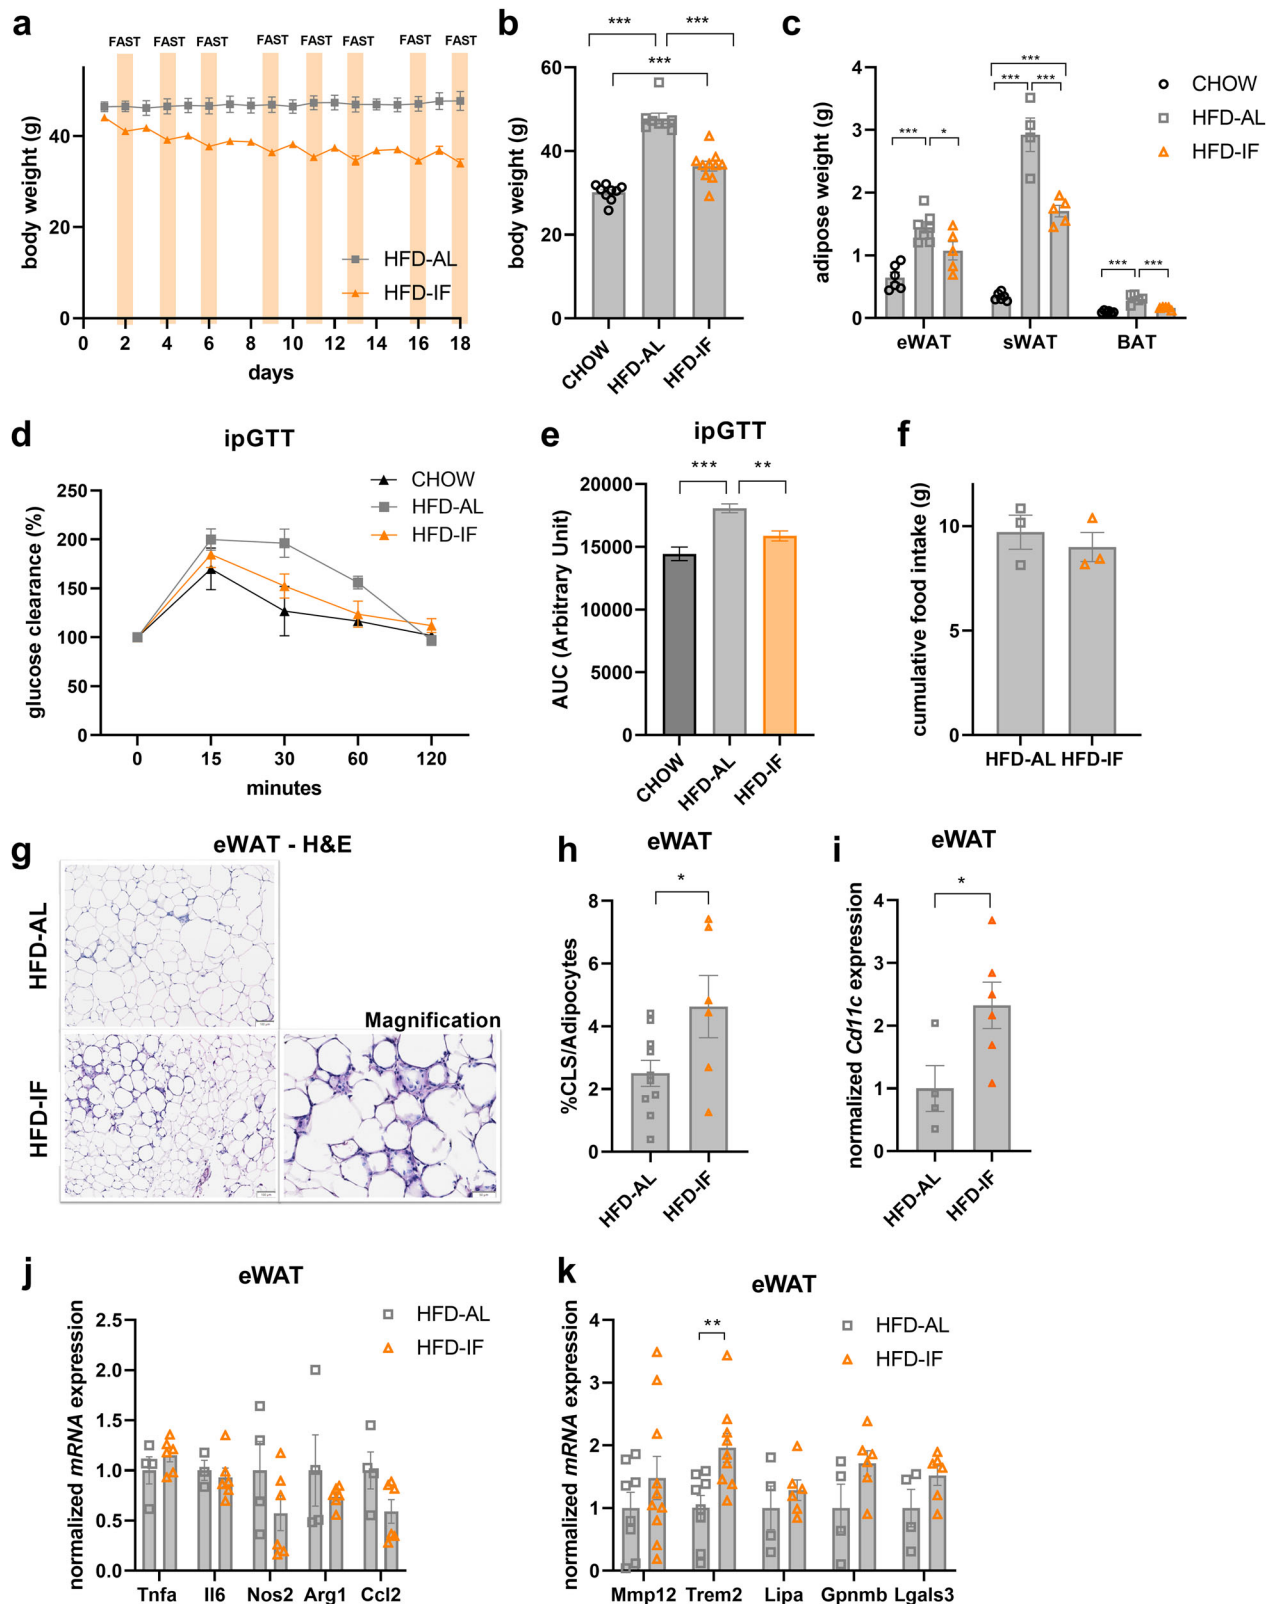 a
FAST FAST FAST FAST FAST FAST FAST FAST
body weight (g)
40
20
0
0 2 4 6 8 10 12 14 16 18
days
HFD-AL
HFD-IF
b
*** ***
***
body weight (g)
60
40
20
0
CHOW HFD-AL HFD-IF
c
adipose weight (g)
4
3
2
1
0
*** *
***
*** ***
*** ***
eWAT sWAT BAT
CHOW
HFD-AL
HFD-IF
d
ipGTT
CHOW
HFD-AL
HFD-IF
glucose clearance (%)
250
200
150
100
50
0
0 15 30 60 120
minutes
e
ipGTT
*** **
AUC (Arbitrary Unit)
20000
15000
10000
5000
0
CHOW HFD-AL HFD-IF
f
cumulative food intake (g)
10
5
0
HFD-AL HFD-IF
g
eWAT - H&E
HFD-AL
HFD-IF
Magnification
h
eWAT
*
%CLS/Adipocytes
8
6
4
2
0
HFD-AL HFD-IF
i
eWAT
*
normalized Cd11c expression
4
3
2
1
0
HFD-AL HFD-IF
j
eWAT
HFD-AL
HFD-IF
normalized mRNA expression
2.5
2.0
1.5
1.0
0.5
0.0
Tnfa Il6 Nos2 Arg1 Ccl2
k
eWAT
HFD-AL
HFD-IF
**
normalized mRNA expression
4
3
2
1
0
Mmp12 Trem2 Lipa Gpnmb Lgals3